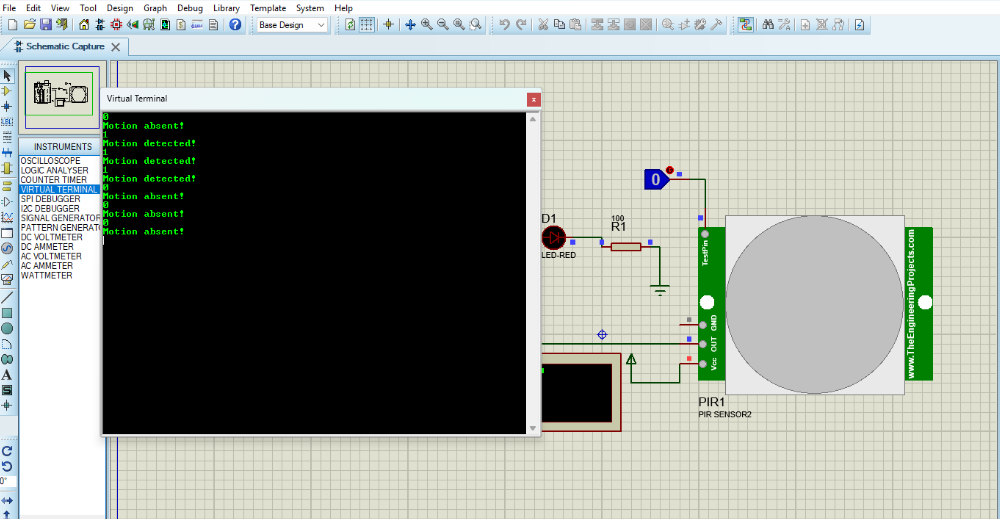 File Edit View Tool Design Graph Debug Library Template System Help
Base Design
Schematic Capture
Virtual Terminal
0
Motion absent!
1
Motion detected!
1
Motion detected!
1
Motion detected!
0
Motion absent!
0
Motion absent!
0
Motion absent!
INSTRUMENTS
OSCILLOSCOPE
LOGIC ANALYSER
COUNTER TIMER
VIRTUAL TERMINAL
SPI DEBUGGER
I2C DEBUGGER
SIGNAL GENERATOR
PATTERN GENERAT
DC VOLTMETER
DC AMMETER
AC VOLTMETER
AC AMMETER
WATTMETER
0°
0
D1
LED-RED
100
R1
TestPin
GND
OUT
Vcc
www.TheEngineeringProjects.com
PIR1
PIR SENSOR2